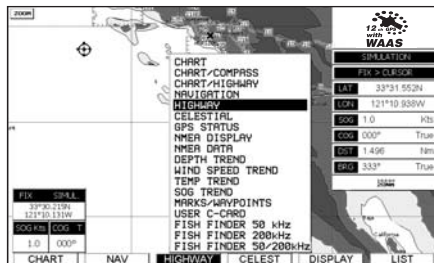 ZOOM
12 ch GPS
with
WAAS
CHART
CHART/COMPASS
CHART/HIGHWAY
NAVIGATION
HIGHWAY
CELESTIAL
GPS STATUS
NMEA DISPLAY
NMEA DATA
DEPTH TREND
WIND SPEED TREND
TEMP TREND
SOG TREND
MARKS/WAYPOINTS
USER C-CARD
FISH FINDER 50 kHz
FISH FINDER 200kHz
FISH FINDER 50/200kHz
SIMULATION
FIX > CURSOR
LAT 33°31.552N
LON 121°10.938W
SOG 1.0 Kts
COG 000° True
DST 1.496 Nm
BRG 333° True
FIX SIMUL.
33°30.219N
121°10.131W
SOG Kts COG T
1.0 000°
California
CHART NAV HIGHWAY CELEST DISPLAY LIST